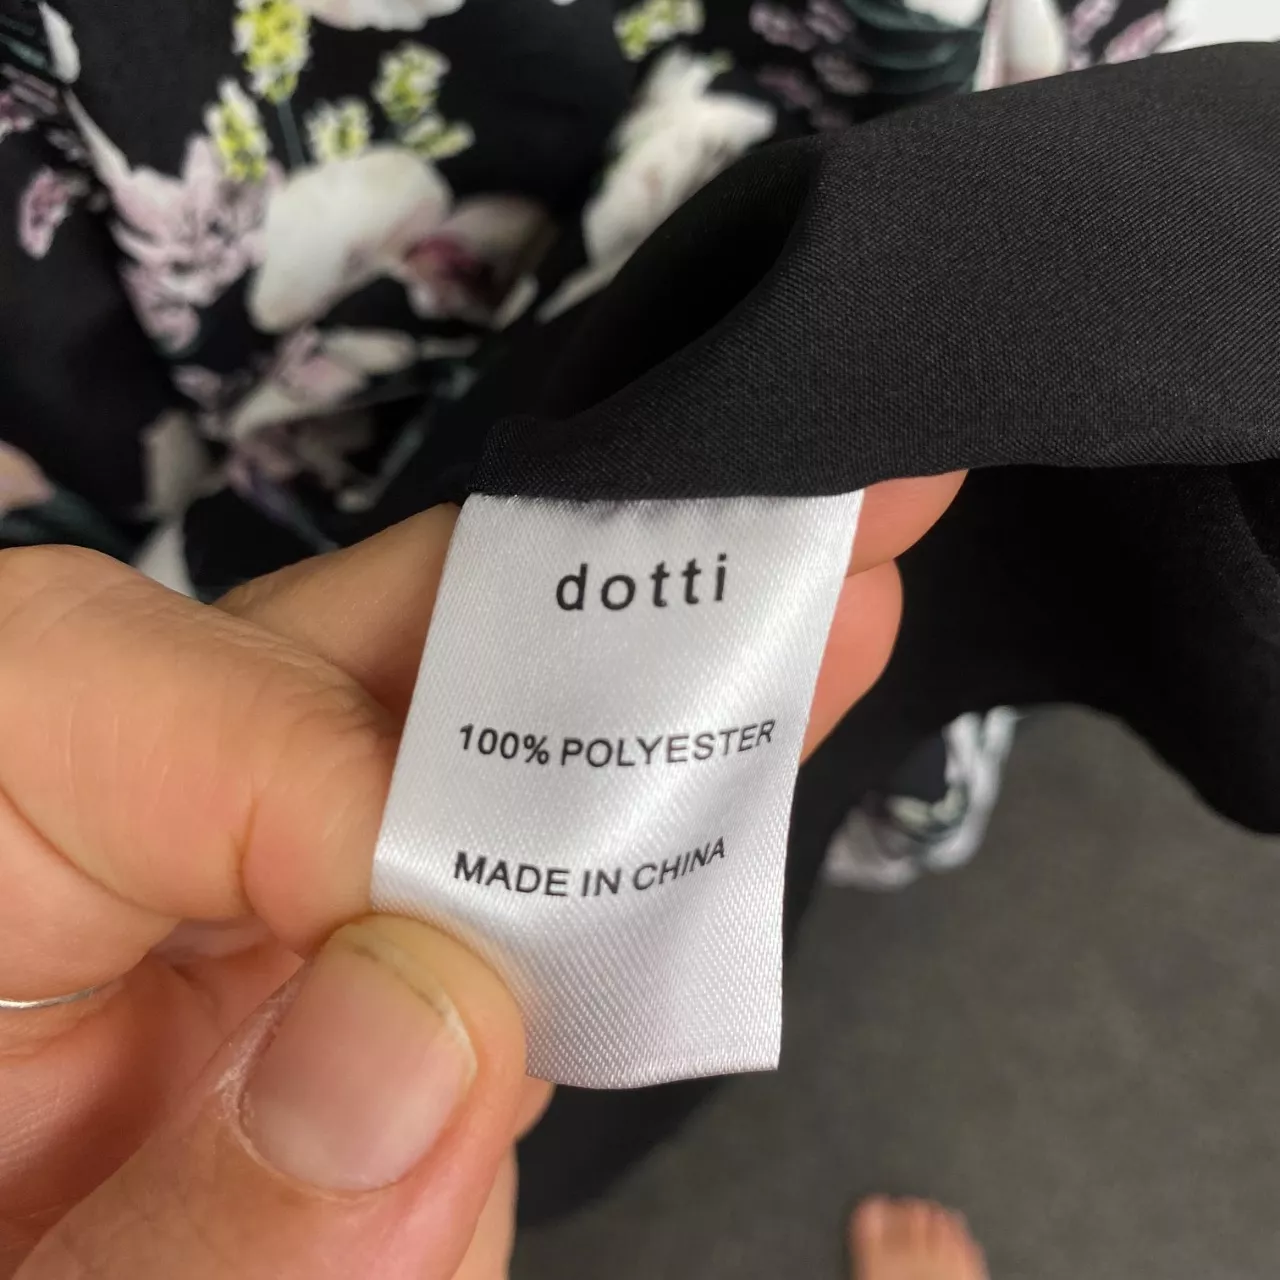 dotti
100% POLYESTER
MADE IN CHINA